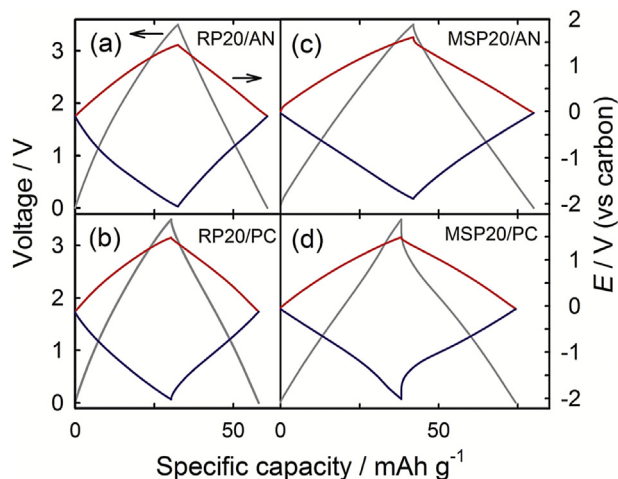 (a) RP20/AN
(c) MSP20/AN
3
2
1
0
2
1
0
-1
-2
(b) RP20/PC
(d) MSP20/PC
3
2
1
0
1
0
-1
-2
0 50 0 50
Voltage / V
E / V (vs carbon)
Specific capacity / mAh g⁻¹